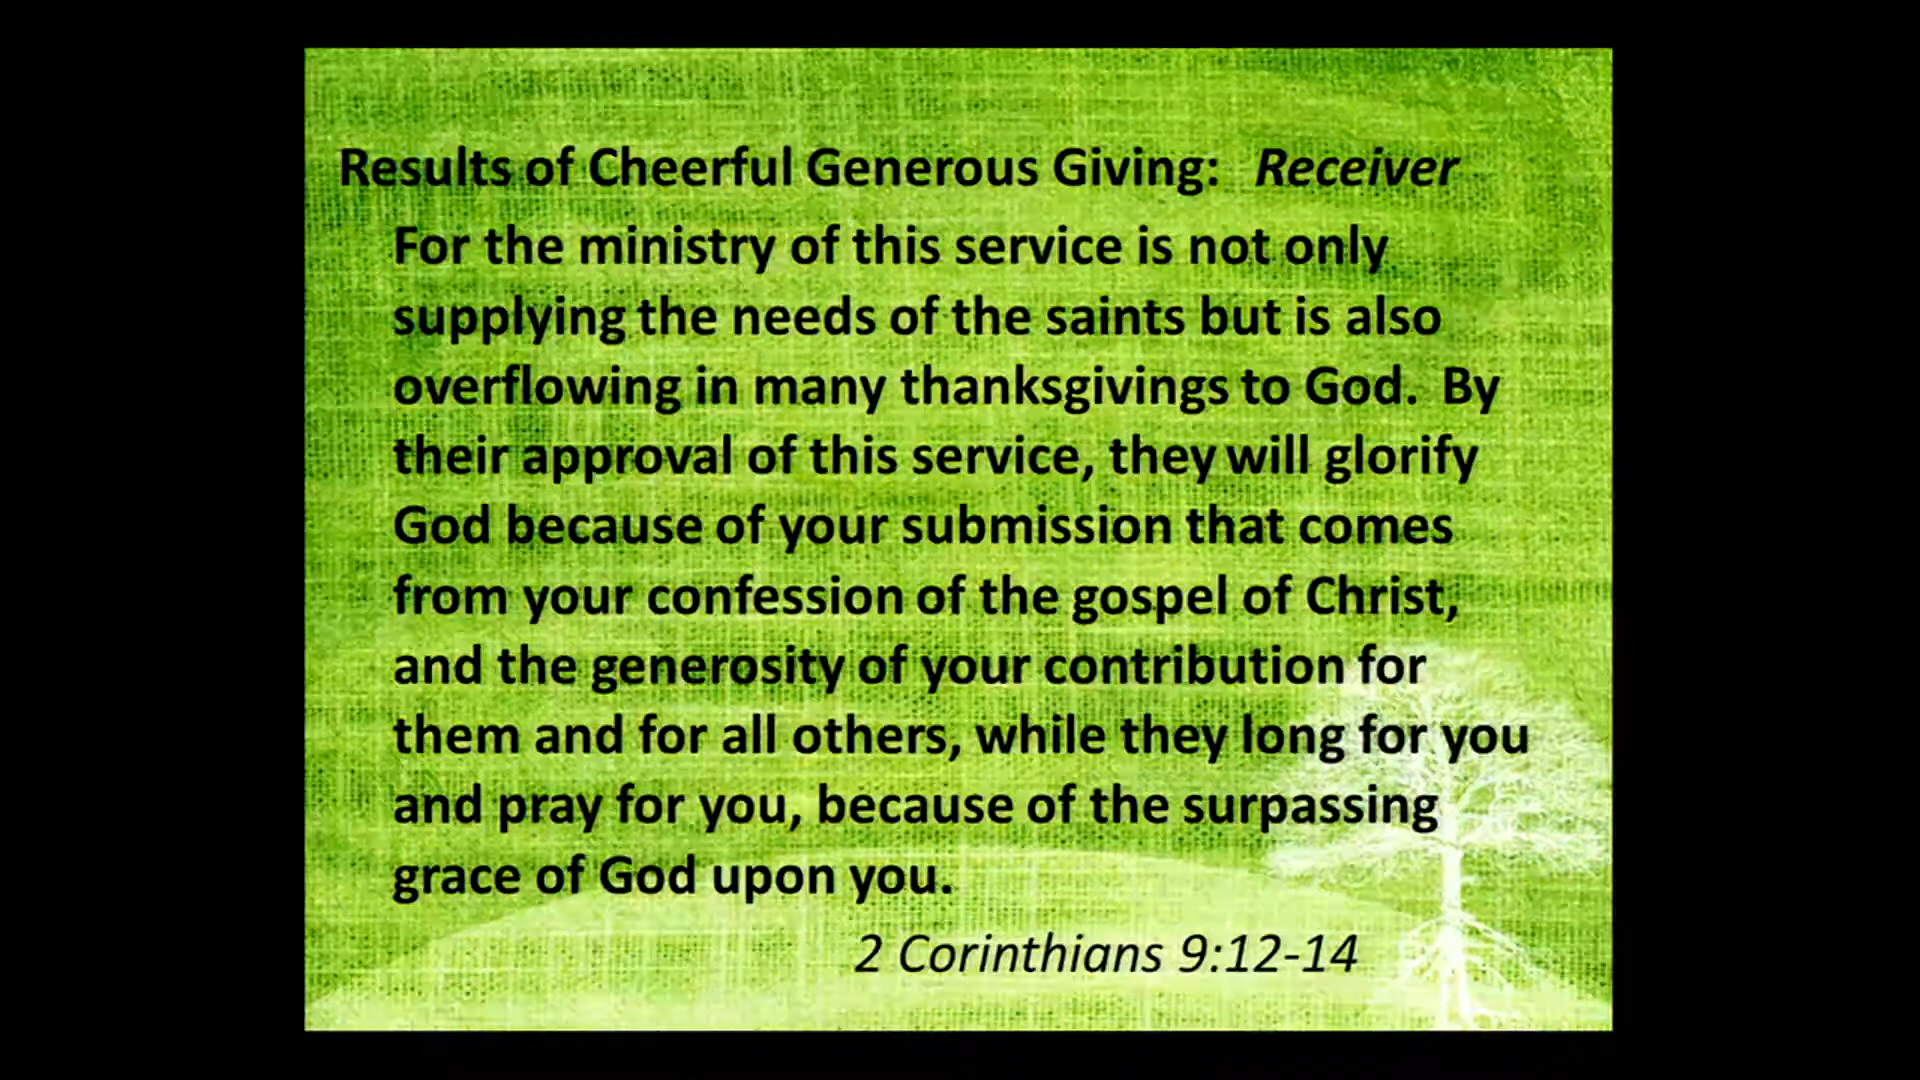 Results of Cheerful Generous Giving: Receiver
For the ministry of this service is not only
supplying the needs of the saints but is also
overflowing in many thanksgivings to God. By
their approval of this service, they will glorify
God because of your submission that comes
from your confession of the gospel of Christ,
and the generosity of your contribution for
them and for all others, while they long for you
and pray for you, because of the surpassing
grace of God upon you.
2 Corinthians 9:12-14